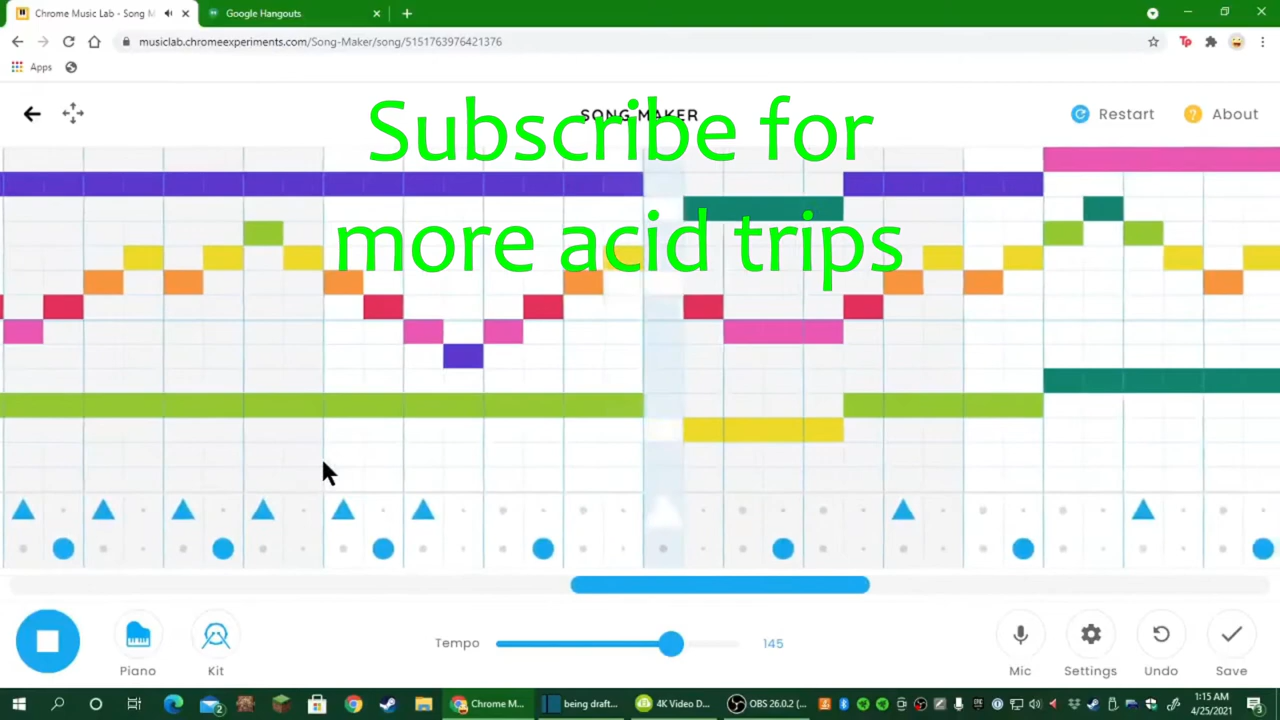 Chrome Music Lab - Song M
Google Hangouts
musiclab.chromeexperiments.com/Song-Maker/song/5151763976421376
Apps
SONG MAKER
Restart
About
Subscribe for
more acid trips
Piano
Kit
Tempo
145
Mic
Settings
Undo
Save
Chrome M...
being draft...
4K Video D...
OBS 26.0.2 (...
1:15 AM
4/25/2021